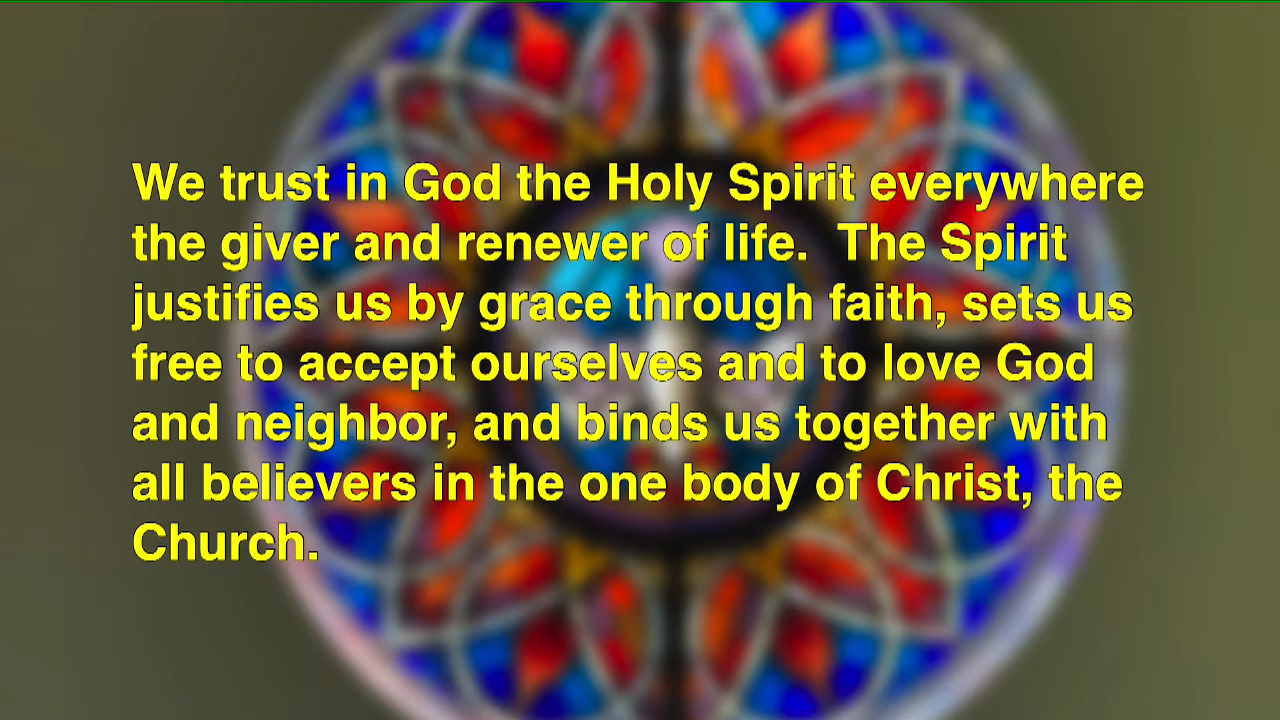 We trust in God the Holy Spirit everywhere
the giver and renewer of life.  The Spirit
justifies us by grace through faith, sets us
free to accept ourselves and to love God
and neighbor, and binds us together with
all believers in the one body of Christ, the
Church.